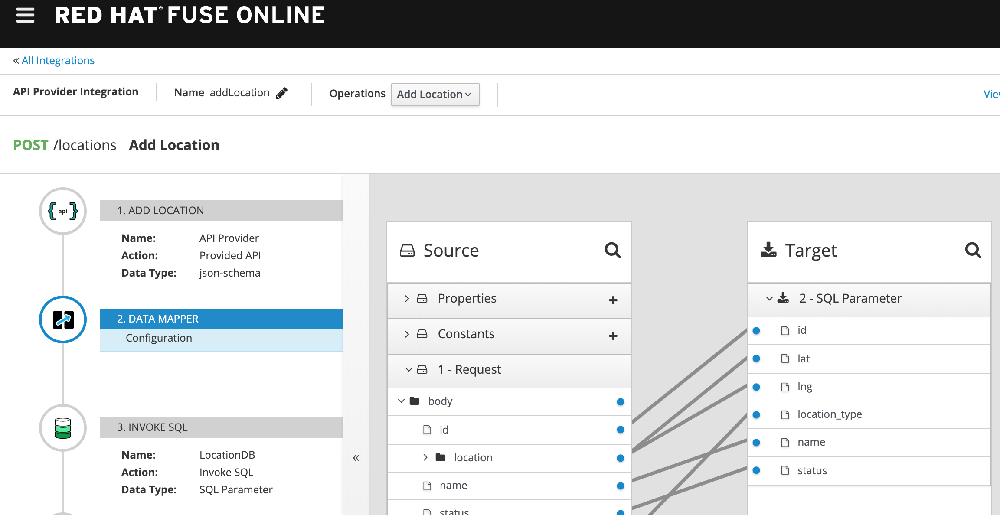 RED HAT® FUSE ONLINE
« All Integrations
API Provider Integration Name addLocation Operations Add Location
POST /locations Add Location
{ api }
1. ADD LOCATION
Name: API Provider
Action: Provided API
Data Type: json-schema
2. DATA MAPPER
Configuration
3. INVOKE SQL
Name: LocationDB
Action: Invoke SQL
Data Type: SQL Parameter
«
Source
Properties
Constants
1 - Request
body
id
location
name
status
Target
2 - SQL Parameter
id
lat
lng
location_type
name
status